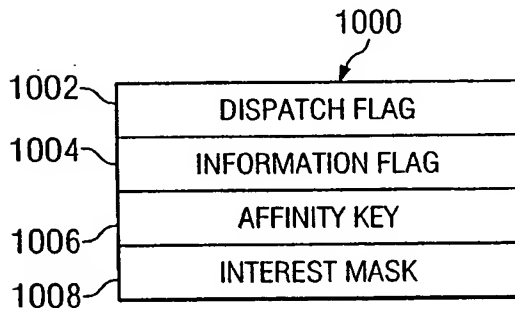 1000
1002 DISPATCH FLAG
1004 INFORMATION FLAG
1006 AFFINITY KEY
1008 INTEREST MASK